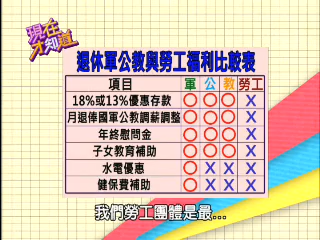 現在
才知道
退休軍公教與勞工福利比較表
項目 軍 公 教 勞工
18%或13%優惠存款 ○ ○ ○ X
月退俸國軍公教調薪調整 ○ ○ ○ X
年終慰問金 ○ ○ ○ X
子女教育補助 ○ ○ ○ X
水電優惠 ○ X X X
健保費補助 ○ X X X
我們勞工團體是最...